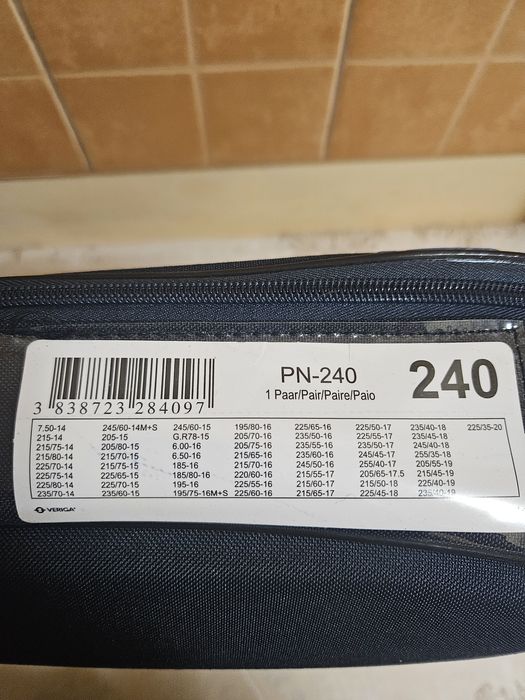 PN-240
240
1 Paar/Pair/Paire/Paio
3 838723 284097
7.50-14 245/60-14M+S 245/60-15 195/80-16 225/65-16 225/50-17 235/40-18 225/35-20
215-14 205-15 G.R78-15 205/70-16 235/50-16 225/55-17 235/45-18
215/75-14 205/80-15 6.00-16 205/75-16 235/55-16 235/50-17 245/40-18
215/80-14 215/70-15 6.50-16 215/65-16 235/60-16 235/45-17 255/35-18
225/70-14 215/75-15 185-16 215/70-16 245/50-16 255/40-17 205/55-19
225/75-14 225/65-15 185/80-16 220/60-16 215/55-17 205/65-17.5 215/45-19
225/80-14 225/70-15 195-16 225/55-16 215/60-17 215/50-18 225/40-19
235/70-14 235/60-15 195/75-16M+S 225/60-16 215/65-17 225/45-18 235/40-19
VERIGA